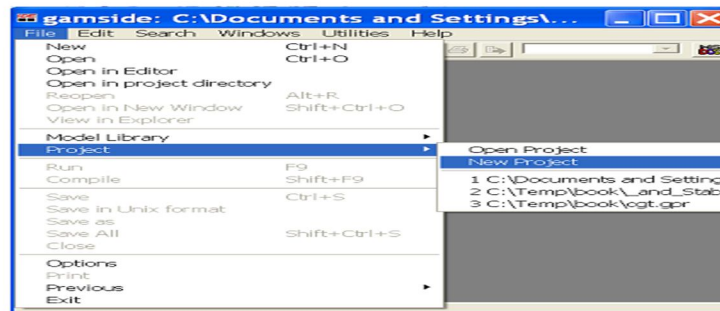 gamside: C:\Documents and Settings\...
File Edit Search Windows Utilities Help
New Ctrl+N
Open Ctrl+O
Open in Editor
Open in project directory
Reopen Alt+R
Open in New Window Shift+Ctrl+O
View in Explorer
Model Library
Project
Open Project
New Project
1 C:\Documents and Setting
2 C:\Temp\book\_and_Stab
3 C:\Temp\book\cgt.gpr
Run F9
Compile Shift+F9
Save Ctrl+S
Save in Unix format
Save as
Save All Shift+Ctrl+S
Close
Options
Print
Previous
Exit